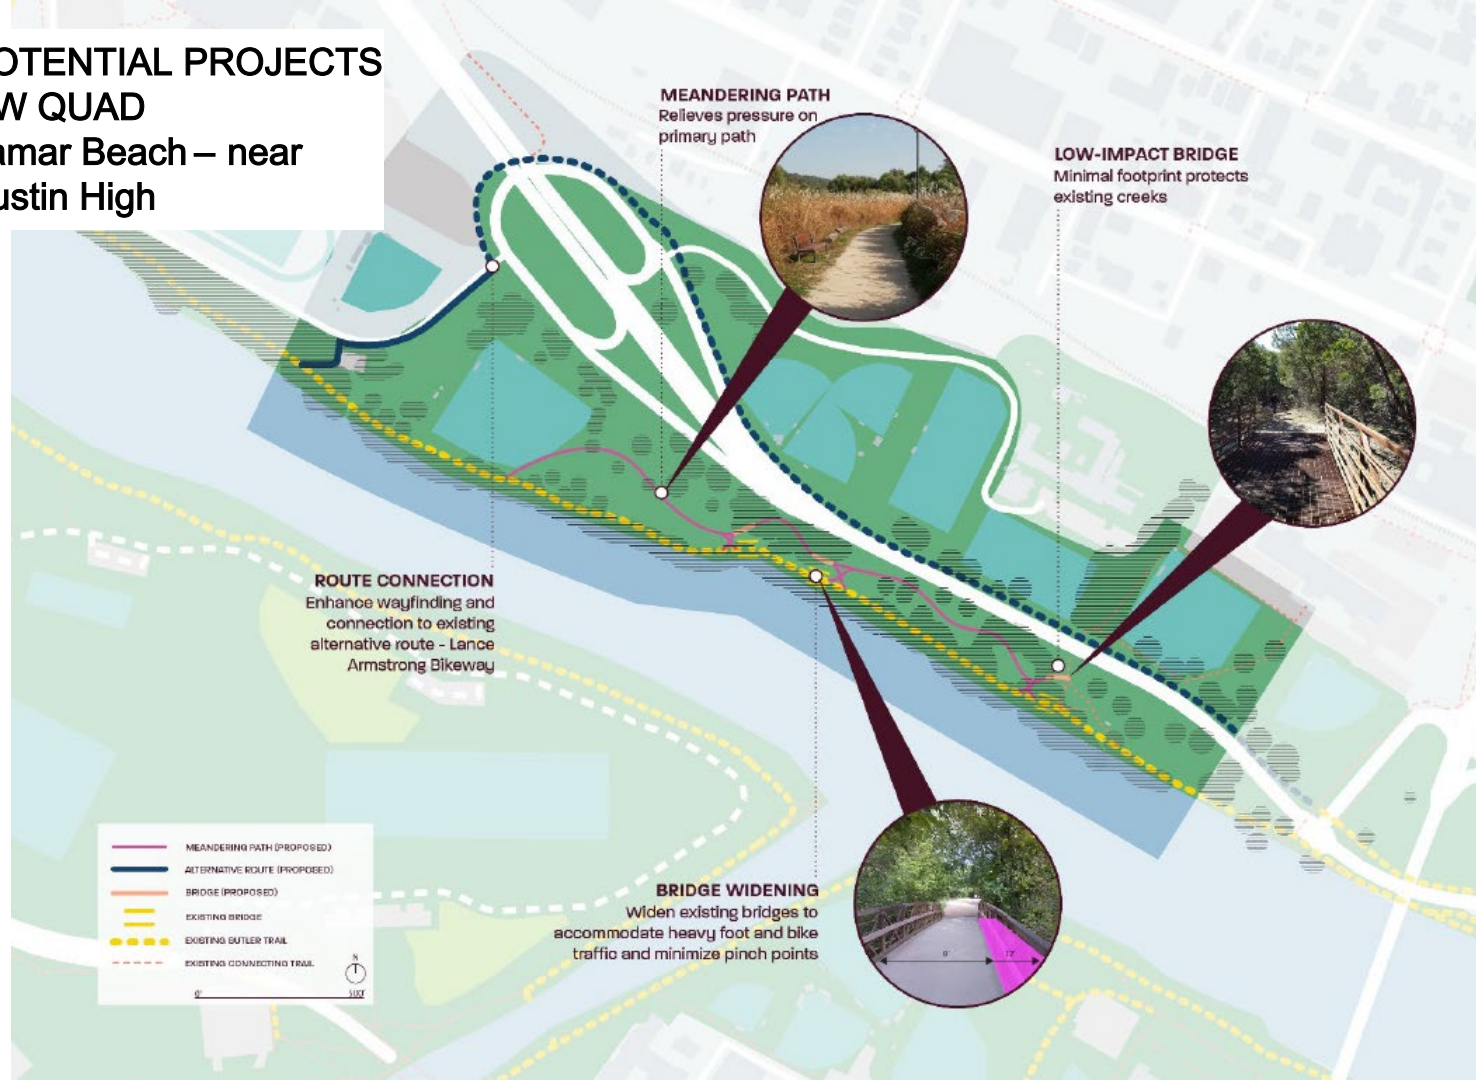 OTENTIAL PROJECTS
W QUAD
amar Beach – near
ustin High
MEANDERING PATH
Relieves pressure on
primary path
LOW-IMPACT BRIDGE
Minimal footprint protects
existing creeks
ROUTE CONNECTION
Enhance wayfinding and
connection to existing
alternative route - Lance
Armstrong Bikeway
BRIDGE WIDENING
Widen existing bridges to
accommodate heavy foot and bike
traffic and minimize pinch points
MEANDERING PATH (PROPOSED)
ALTERNATIVE ROUTE (PROPOSED)
BRIDGE (PROPOSED)
EXISTING BRIDGE
EXISTING BUTLER TRAIL
EXISTING CONNECTING TRAIL
N
0'
500'